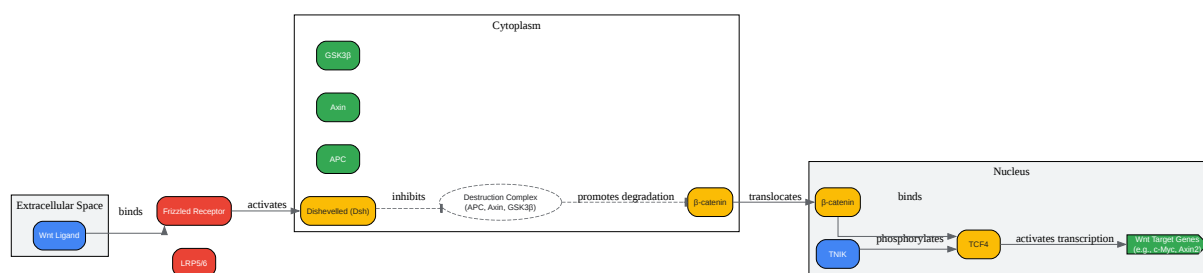 Cytoplasm
GSK3β
Axin
APC
Extracellular Space
Wnt Ligand
binds
Frizzled Receptor
LRP5/6
activates
Dishevelled (Dsh)
inhibits
Destruction Complex
(APC, Axin, GSK3β)
promotes degradation
β-catenin
translocates
Nucleus
β-catenin
binds
TNIK
phosphorylates
TCF4
activates transcription
Wnt Target Genes
(e.g., c-Myc, Axin2)